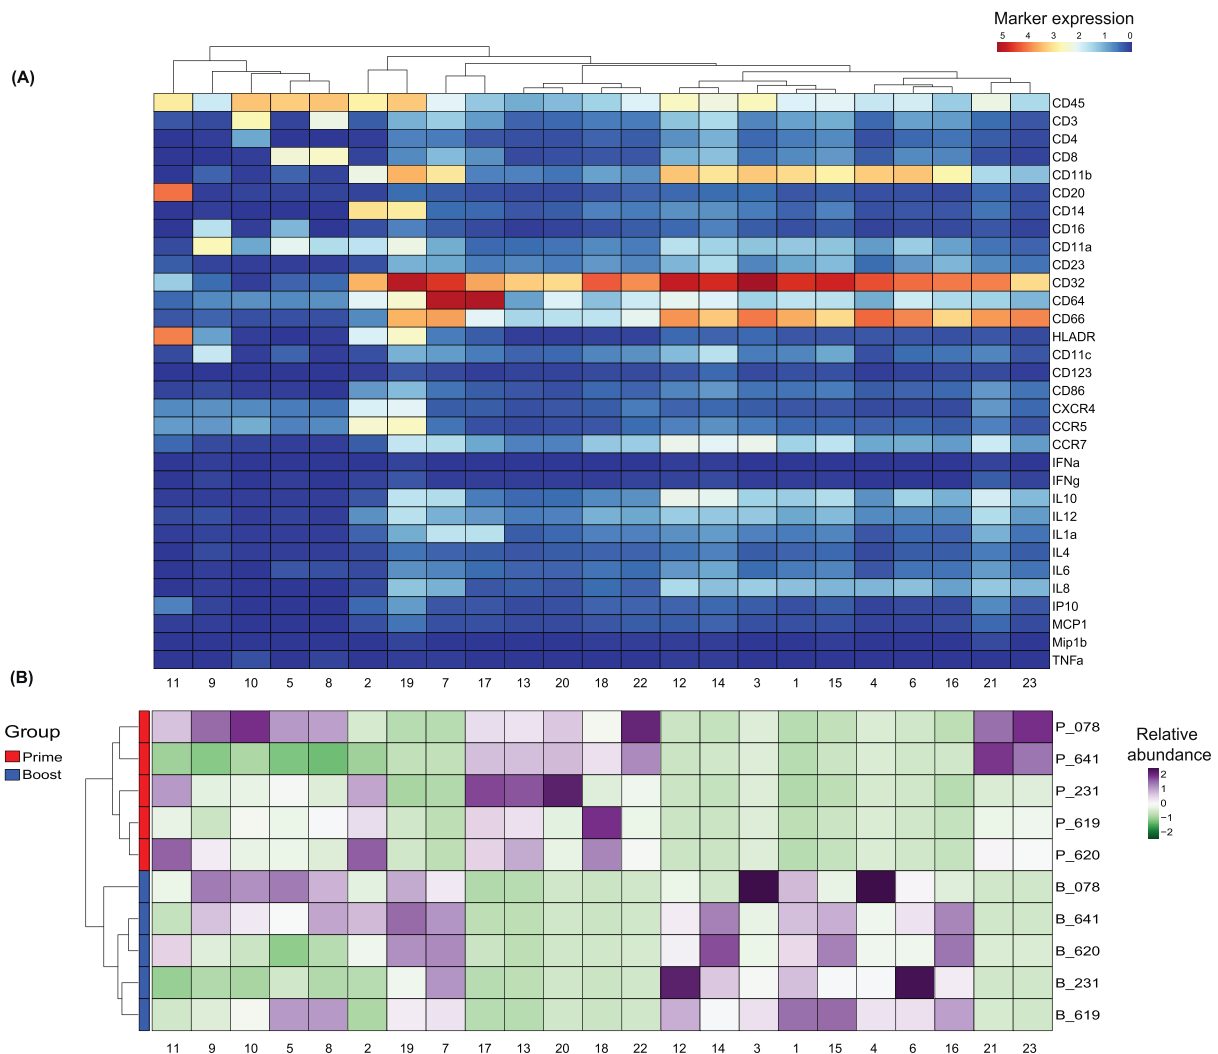 Marker expression
5 4 3 2 1 0
(A)
CD45
CD3
CD4
CD8
CD11b
CD20
CD14
CD16
CD11a
CD23
CD32
CD64
CD66
HLADR
CD11c
CD123
CD86
CXCR4
CCR5
CCR7
IFNa
IFNg
IL10
IL12
IL1a
IL4
IL6
IL8
IP10
MCP1
Mip1b
TNFa
11 9 10 5 8 2 19 7 17 13 20 18 22 12 14 3 1 15 4 6 16 21 23
(B)
Group
Prime
Boost
P_078
P_641
P_231
P_619
P_620
B_078
B_641
B_620
B_231
B_619
Relative
abundance
2
1
0
−1
−2
11 9 10 5 8 2 19 7 17 13 20 18 22 12 14 3 1 15 4 6 16 21 23